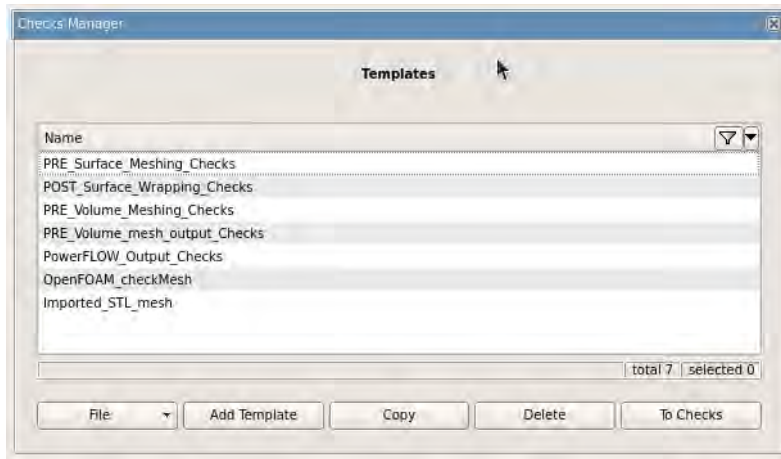 Checks Manager
Templates
Name
PRE_Surface_Meshing_Checks
POST_Surface_Wrapping_Checks
PRE_Volume_Meshing_Checks
PRE_Volume_mesh_output_Checks
PowerFLOW_Output_Checks
OpenFOAM_checkMesh
Imported_STL_mesh
total 7 selected 0
File Add Template Copy Delete To Checks